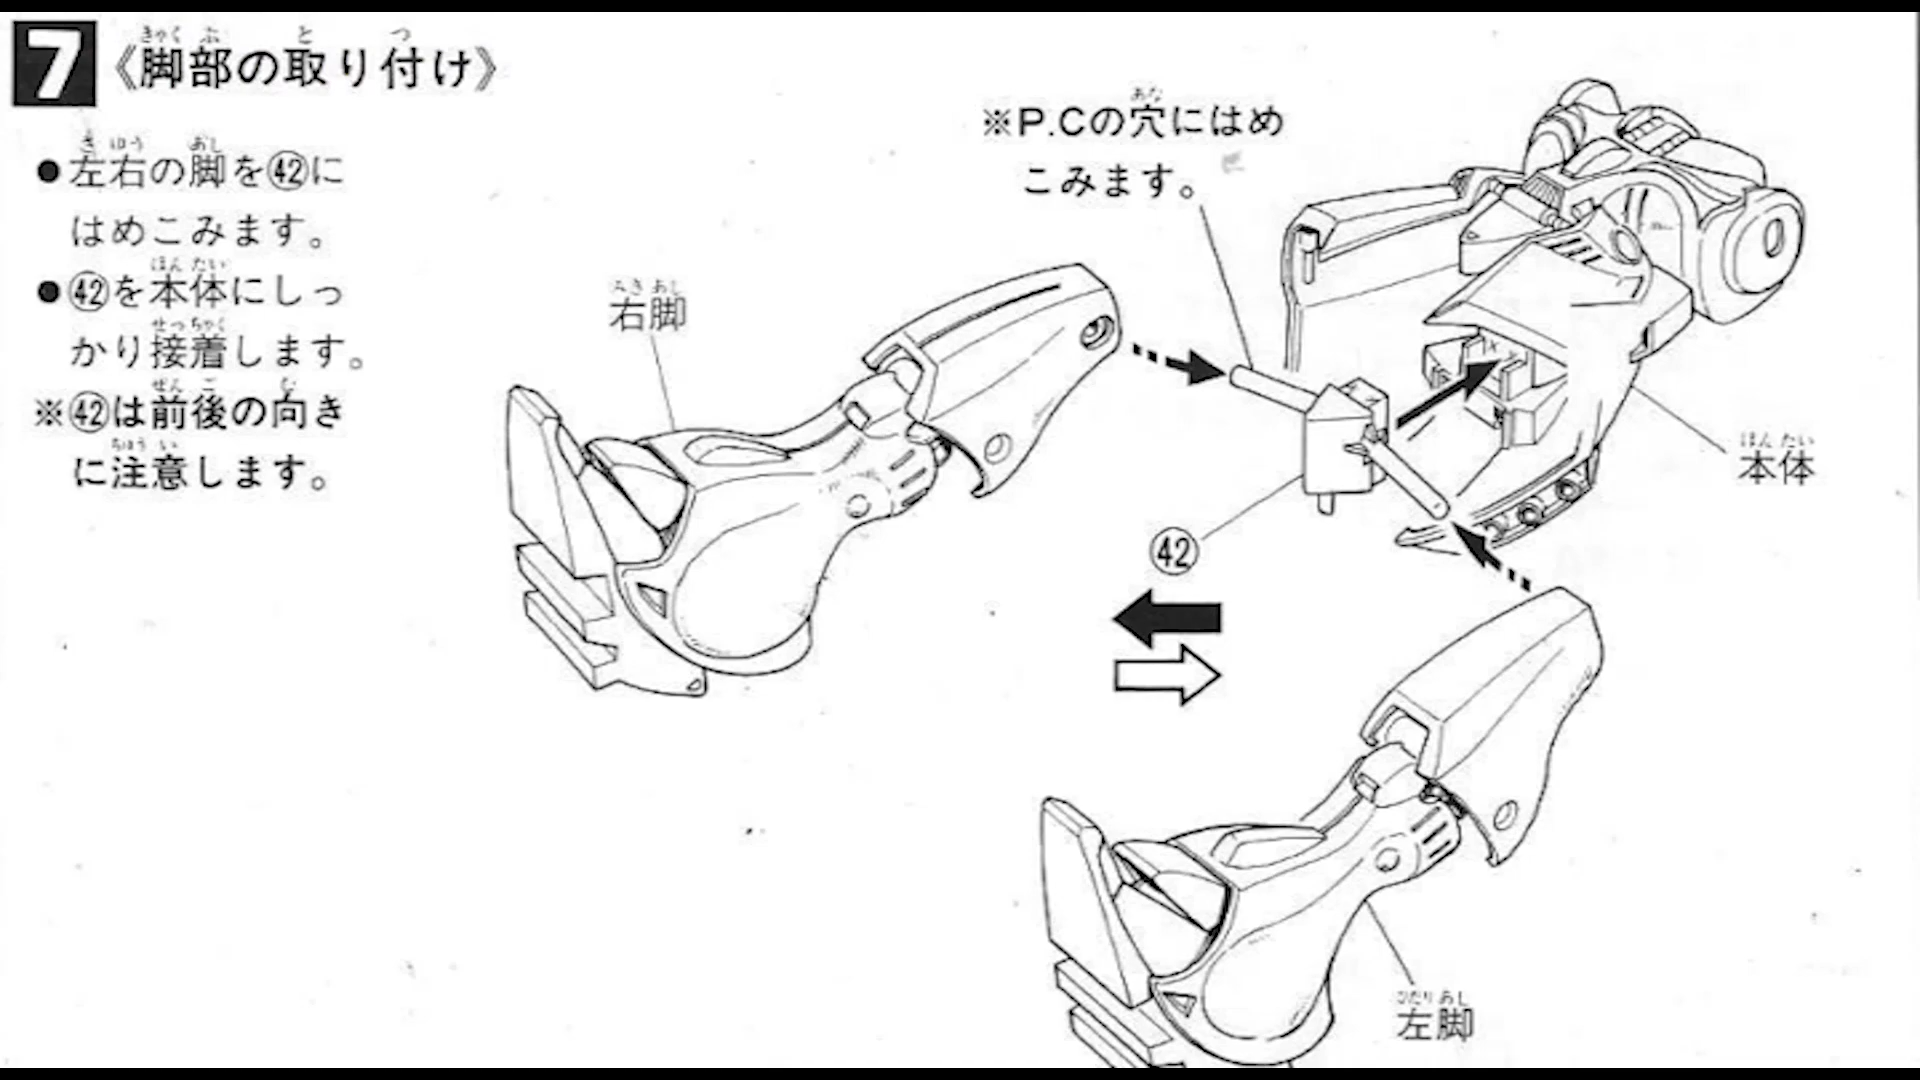 7 《脚部の取り付け》
●左右の脚を㊷に
はめこみます。
●㊷を本体にしっ
かり接着します。
※㊷は前後の向き
に注意します。
※P.Cの穴にはめ
こみます。
右脚
本体
㊷
左脚